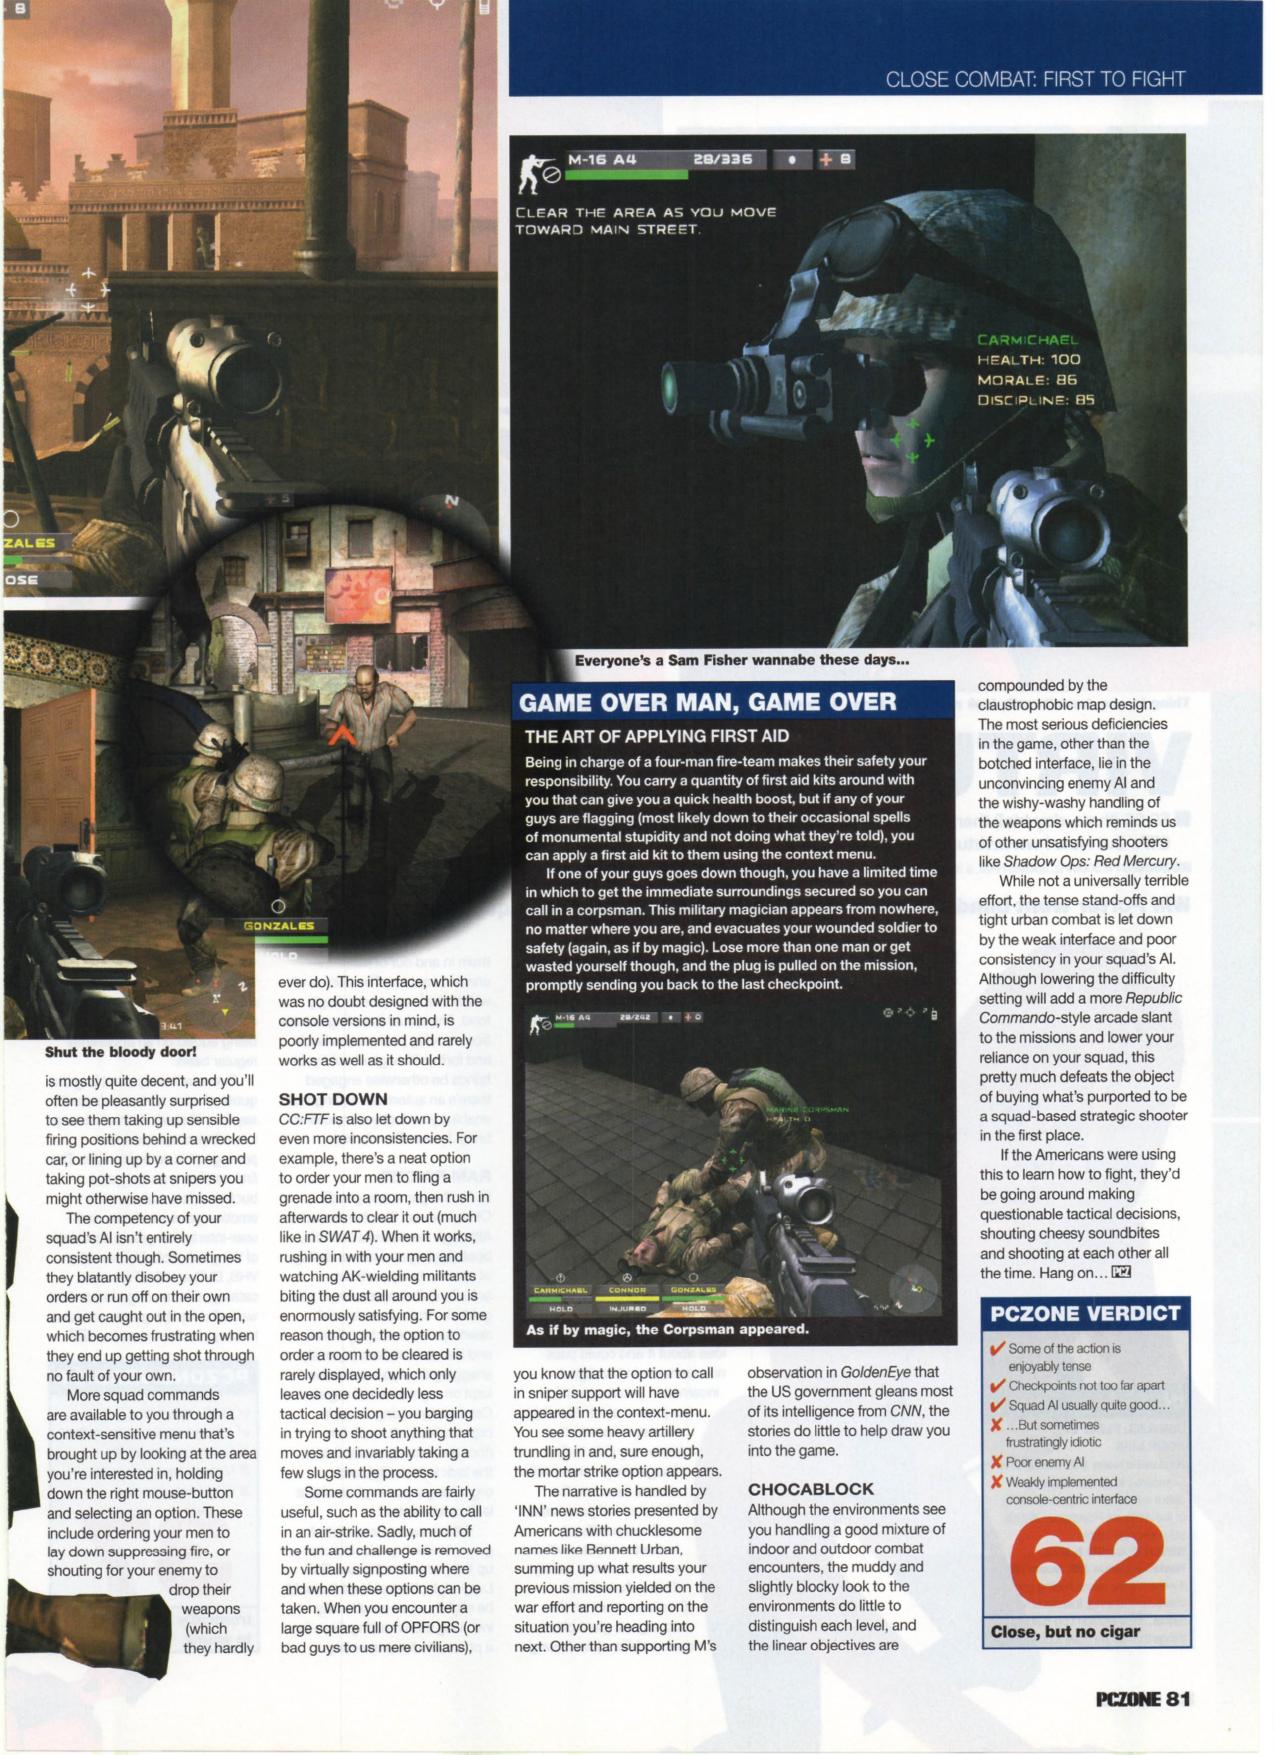 8
CLOSE COMBAT: FIRST TO FIGHT
M-16 A4 28/336 + 8
CLEAR THE AREA AS YOU MOVE
TOWARD MAIN STREET.
CARMICHAEL
HEALTH: 100
MORALE: 86
DISCIPLINE: 85
N
ZALES
OSE
GONZALES
3:41
Shut the bloody door!
Everyone's a Sam Fisher wannabe these days...
is mostly quite decent, and you'll
often be pleasantly surprised
to see them taking up sensible
firing positions behind a wrecked
car, or lining up by a corner and
taking pot-shots at snipers you
might otherwise have missed.
The competency of your
squad's AI isn't entirely
consistent though. Sometimes
they blatantly disobey your
orders or run off on their own
and get caught out in the open,
which becomes frustrating when
they end up getting shot through
no fault of your own.
More squad commands
are available to you through a
context-sensitive menu that's
brought up by looking at the area
you're interested in, holding
down the right mouse-button
and selecting an option. These
include ordering your men to
lay down suppressing fire, or
shouting for your enemy to
drop their
weapons
(which
they hardly
ever do). This interface, which
was no doubt designed with the
console versions in mind, is
poorly implemented and rarely
works as well as it should.
SHOT DOWN
CC:FTF is also let down by
even more inconsistencies. For
example, there's a neat option
to order your men to fling a
grenade into a room, then rush in
afterwards to clear it out (much
like in SWAT 4). When it works,
rushing in with your men and
watching AK-wielding militants
biting the dust all around you is
enormously satisfying. For some
reason though, the option to
order a room to be cleared is
rarely displayed, which only
leaves one decidedly less
tactical decision – you barging
in trying to shoot anything that
moves and invariably taking a
few slugs in the process.
Some commands are fairly
useful, such as the ability to call
in an air-strike. Sadly, much of
the fun and challenge is removed
by virtually signposting where
and when these options can be
taken. When you encounter a
large square full of OPFORS (or
bad guys to us mere civilians),
GAME OVER MAN, GAME OVER
THE ART OF APPLYING FIRST AID
Being in charge of a four-man fire-team makes their safety your
responsibility. You carry a quantity of first aid kits around with
you that can give you a quick health boost, but if any of your
guys are flagging (most likely down to their occasional spells
of monumental stupidity and not doing what they're told), you
can apply a first aid kit to them using the context menu.
If one of your guys goes down though, you have a limited time
in which to get the immediate surroundings secured so you can
call in a corpsman. This military magician appears from nowhere,
no matter where you are, and evacuates your wounded soldier to
safety (again, as if by magic). Lose more than one man or get
wasted yourself though, and the plug is pulled on the mission,
promptly sending you back to the last checkpoint.
M-16 A4 28/242 + 0
MARINE CORPSMAN
HEALTH: 0
CARMICHAEL CONNOR GONZALES
HOLD INJURED HOLD
As if by magic, the Corpsman appeared.
you know that the option to call
in sniper support will have
appeared in the context-menu.
You see some heavy artillery
trundling in and, sure enough,
the mortar strike option appears.
The narrative is handled by
'INN' news stories presented by
Americans with chucklesome
names like Bennett Urban,
summing up what results your
previous mission yielded on the
war effort and reporting on the
situation you're heading into
next. Other than supporting M's
observation in GoldenEye that
the US government gleans most
of its intelligence from CNN, the
stories do little to help draw you
into the game.
CHOCABLOCK
Although the environments see
you handling a good mixture of
indoor and outdoor combat
encounters, the muddy and
slightly blocky look to the
environments do little to
distinguish each level, and
the linear objectives are
compounded by the
claustrophobic map design.
The most serious deficiencies
in the game, other than the
botched interface, lie in the
unconvincing enemy AI and
the wishy-washy handling of
the weapons which reminds us
of other unsatisfying shooters
like Shadow Ops: Red Mercury.
While not a universally terrible
effort, the tense stand-offs and
tight urban combat is let down
by the weak interface and poor
consistency in your squad's AI.
Although lowering the difficulty
setting will add a more Republic
Commando-style arcade slant
to the missions and lower your
reliance on your squad, this
pretty much defeats the object
of buying what's purported to be
a squad-based strategic shooter
in the first place.
If the Americans were using
this to learn how to fight, they'd
be going around making
questionable tactical decisions,
shouting cheesy soundbites
and shooting at each other all
the time. Hang on... PCZ
PCZONE VERDICT
✓ Some of the action is
enjoyably tense
✓ Checkpoints not too far apart
✓ Squad AI usually quite good...
✗ ...But sometimes
frustratingly idiotic
✗ Poor enemy AI
✗ Weakly implemented
console-centric interface
62
Close, but no cigar
PCZONE 81